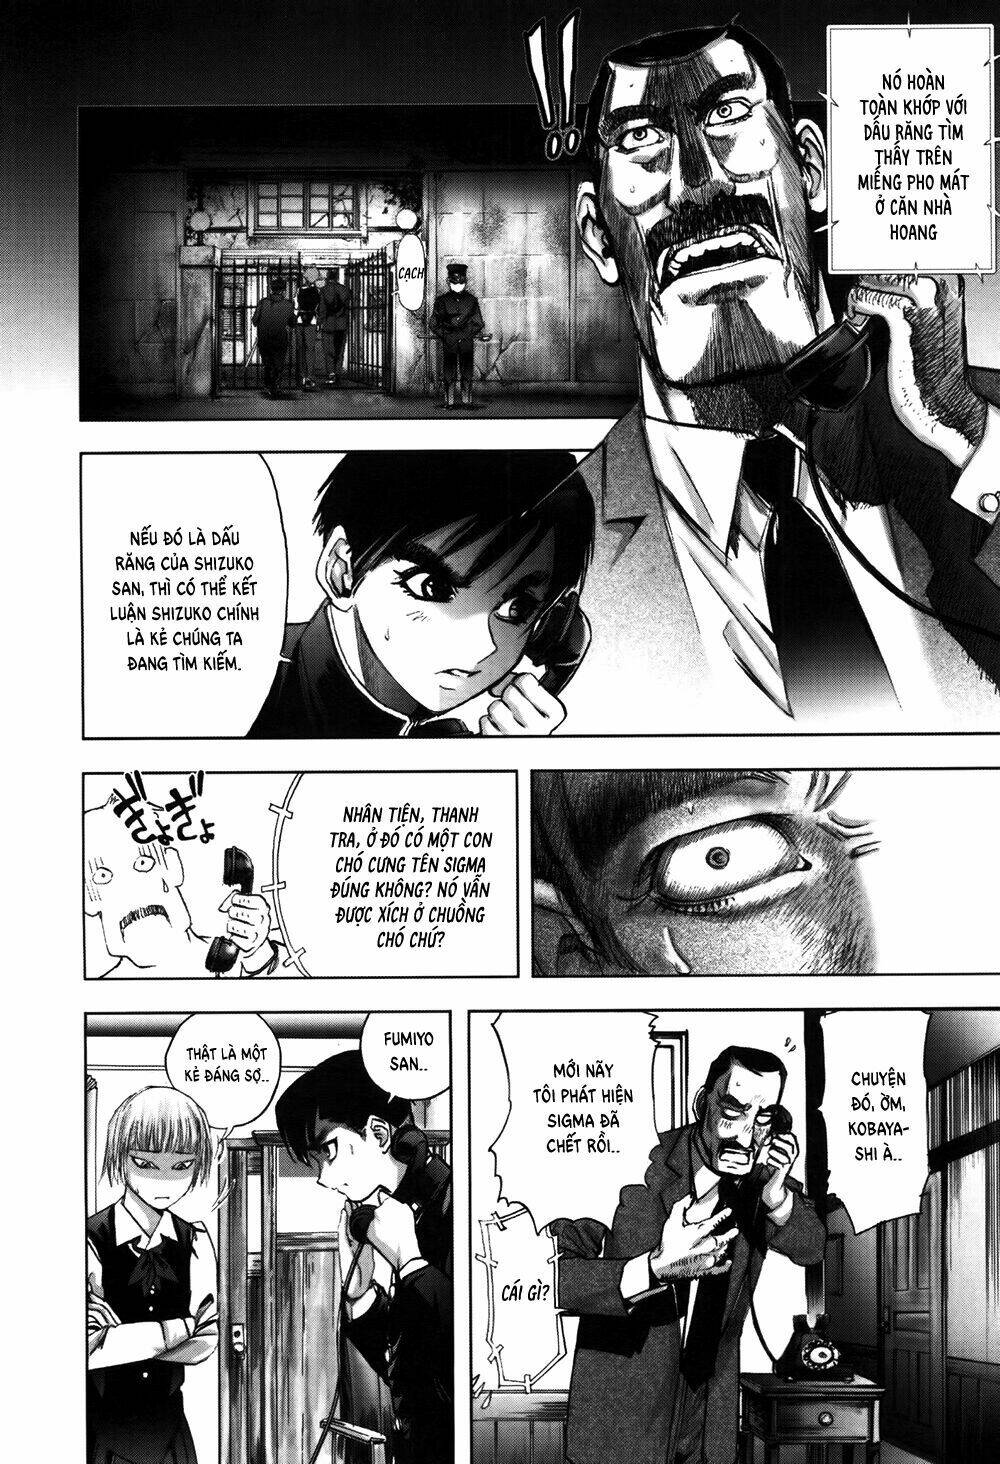 NÓ HOÀN
TOÀN KHỚP VỚI
DẤU RĂNG TÌM
THẤY TRÊN
MIẾNG PHO MÁT
Ở CĂN NHÀ
HOANG
!!
CẠCH
NẾU ĐÓ LÀ DẤU
RĂNG CỦA SHIZUKO
SAN, THÌ CÓ THỂ KẾT
LUẬN SHIZUKO CHÍNH
LÀ KẺ CHÚNG TA
ĐANG TÌM KIẾM.
NHÂN TIỆN, THANH
TRA, Ở ĐÓ CÓ MỘT CON
CHÓ CƯNG TÊN SIGMA
ĐÚNG KHÔNG? NÓ VẪN
ĐƯỢC XÍCH Ở CHUỒNG
CHÓ CHỨ?
ぎょ
ぎょ
CHUYỆN
ĐÓ, ỜM,
KOBAYA-
SHI À..
MỚI NÃY
TÔI PHÁT HIỆN
SIGMA ĐÃ
CHẾT RỒI..
CÁI GÌ?
FUMIYO
SAN..
THẬT LÀ MỘT
KẺ ĐÁNG SỢ..